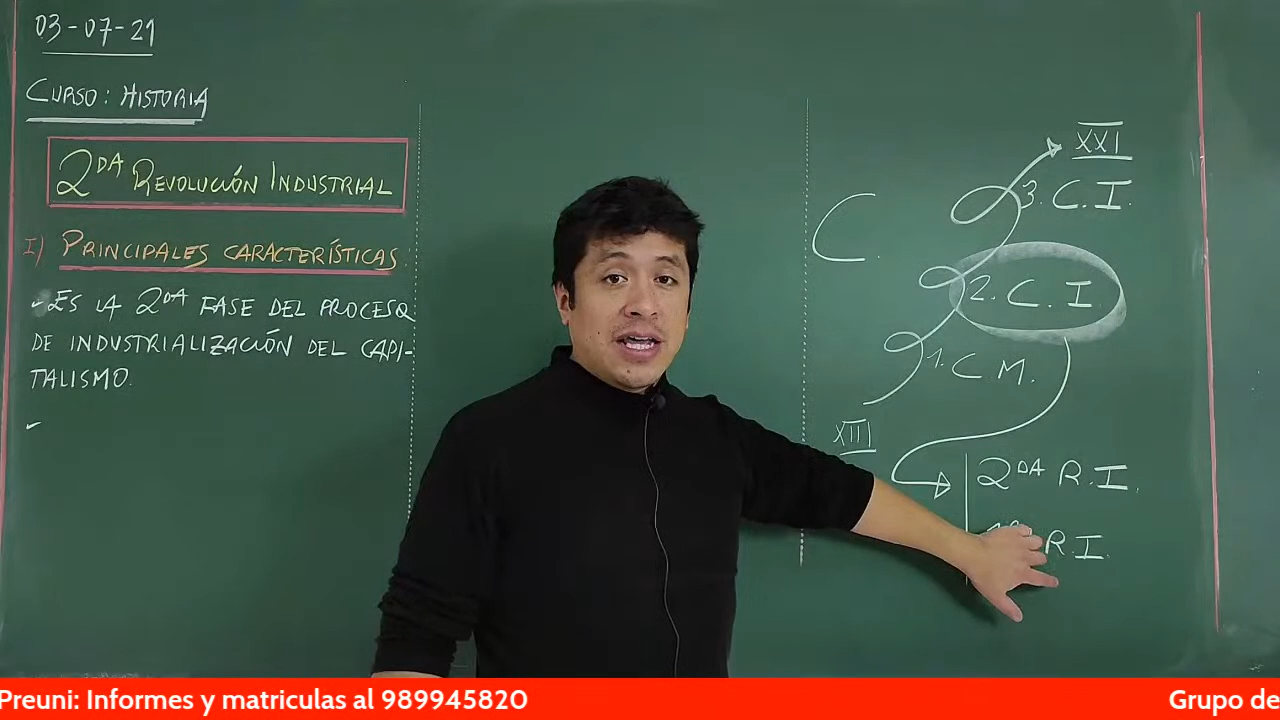 03-07-21
CURSO: HISTORIA
2DA REVOLUCIÓN INDUSTRIAL
I) PRINCIPALES CARACTERÍSTICAS:
- ES LA 2DA FASE DEL PROCESO
DE INDUSTRIALIZACIÓN DEL CAPI-
TALISMO.
-
XXI
3. C. I.
C.
2. C. I.
1. C M.
XIII
2DA R. I.
R. I.
Preuni: Informes y matriculas al 989945820
Grupo de